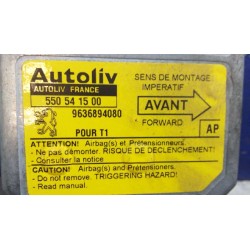 Autoliv
AUTOLIV FRANCE
550 54 15 00
9636894080
POUR T1
SENS DE MONTAGE
IMPERATIF
AVANT
FORWARD
AP
ATTENTION! Airbag(s) et Prétensionneurs.
- Ne pas démonter. RISQUE DE DECLENCHEMENT!
- Consulter la notice
CAUTION! Airbag(s) and Pretensioners.
- Do not remove. TRIGGERING HAZARD!
- Read manual.